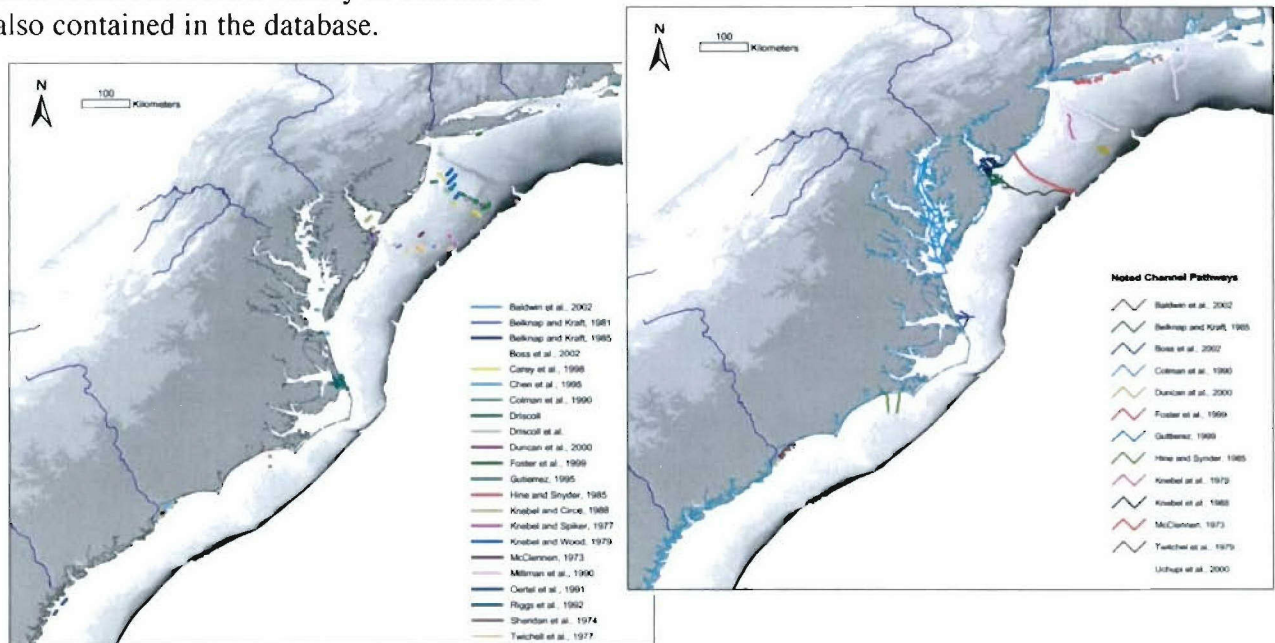 also contained in the database.
N
100
Kilometers
Baldwin et al., 2002
Belknap and Kraft, 1981
Belknap and Kraft, 1985
Boss et al., 2002
Carey et al., 1998
Chen et al., 1995
Colman et al., 1990
Driscoll
Driscoll et al.
Duncan et al., 2000
Foster et al., 1999
Gutierrez, 1995
Hine and Snyder, 1985
Knebel and Circe, 1988
Knebel and Spiker, 1977
Knebel and Wood, 1979
McClennen, 1973
Milliman et al., 1990
Oertel et al., 1991
Riggs et al., 1992
Sheridan et al., 1974
Twichell et al., 1977
N
100
Kilometers
Noted Channel Pathways
Baldwin et al., 2002
Belknap and Kraft, 1985
Boss et al., 2002
Colman et al., 1990
Duncan et al., 2000
Foster et al., 1999
Guttierez, 1999
Hine and Synder, 1985
Knebel et al., 1979
Knebel et al., 1988
McClennen, 1973
Twichel et al., 1979
Uchupi et al., 2000